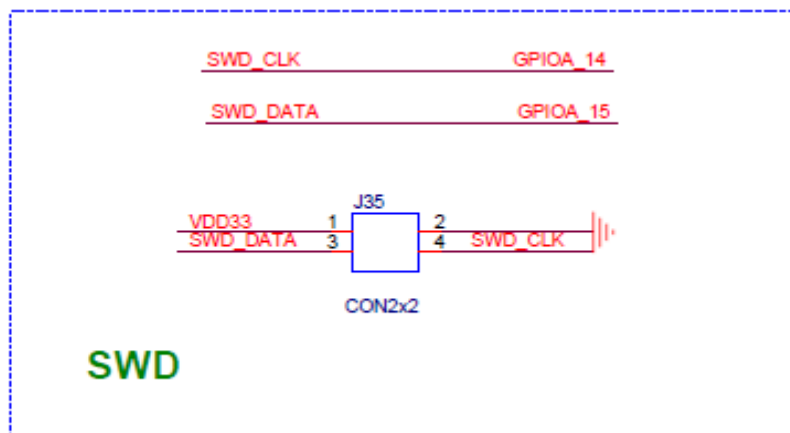 SWD_CLK GPIOA_14
SWD_DATA GPIOA_15
J35
VDD33 1 2
SWD_DATA 3 4 SWD_CLK
CON2x2
SWD